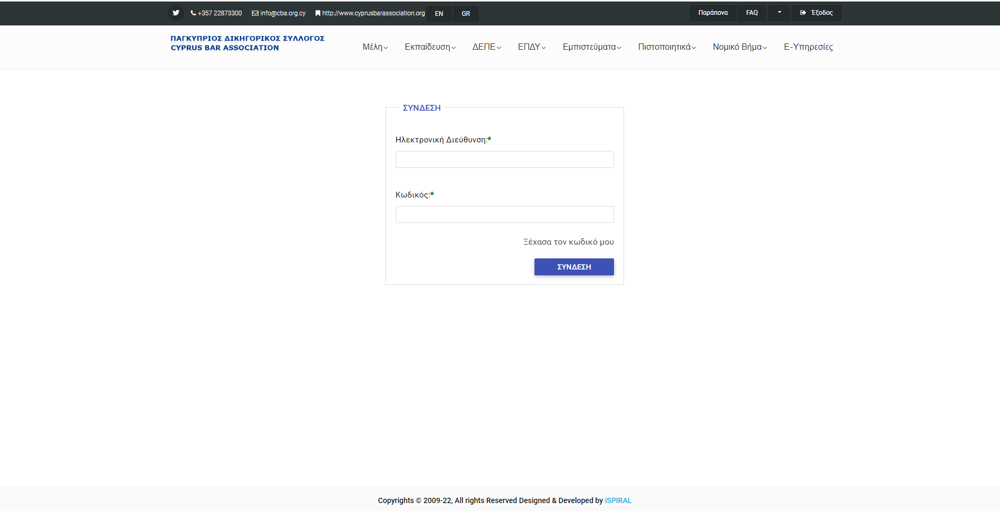 +357 22873300 info@cba.org.cy http://www.cyprusbarassociation.org EN GR Παράπονα FAQ Έξοδος
ΠΑΓΚΥΠΡΙΟΣ ΔΙΚΗΓΟΡΙΚΟΣ ΣΥΛΛΟΓΟΣ
CYPRUS BAR ASSOCIATION
Μέλη Εκπαίδευση ΔΕΠΕ ΕΠΔΥ Εμπιστεύματα Πιστοποιητικά Νομικό Βήμα Ε-Υπηρεσίες
ΣΥΝΔΕΣΗ
Ηλεκτρονική Διεύθυνση:*
Κωδικός:*
Ξέχασα τον κωδικό μου
ΣΥΝΔΕΣΗ
Copyrights © 2009-22, All rights Reserved Designed & Developed by iSPIRAL